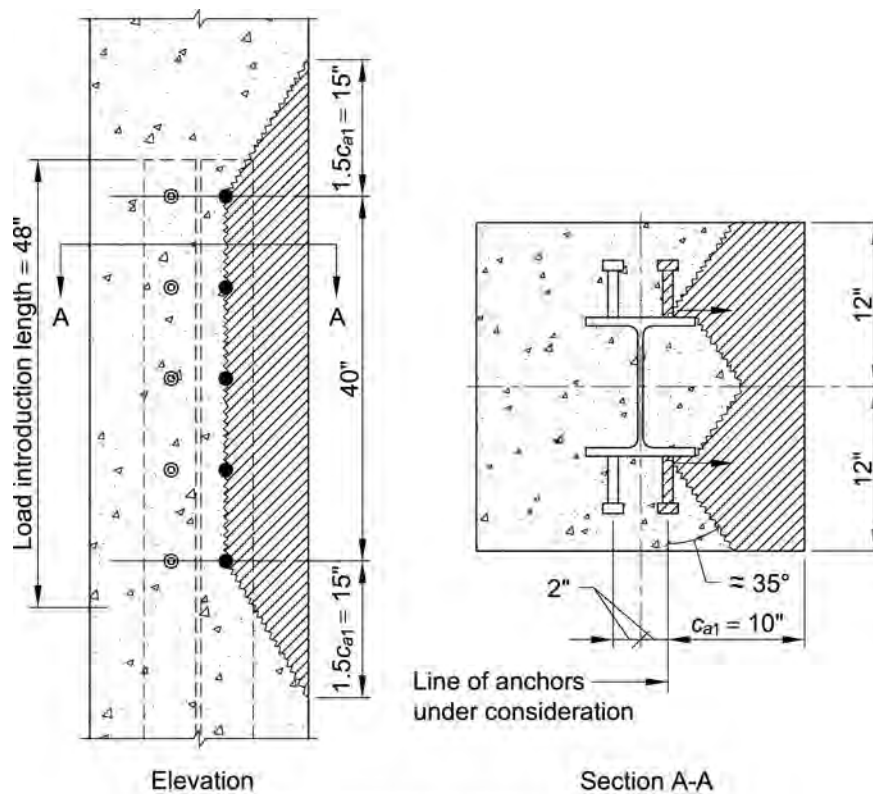 1.5ca1 = 15"
Load introduction length = 48"
A
A
40"
1.5ca1 = 15"
Elevation
12"
12"
≈ 35°
2"
ca1 = 10"
Line of anchors
under consideration
Section A-A